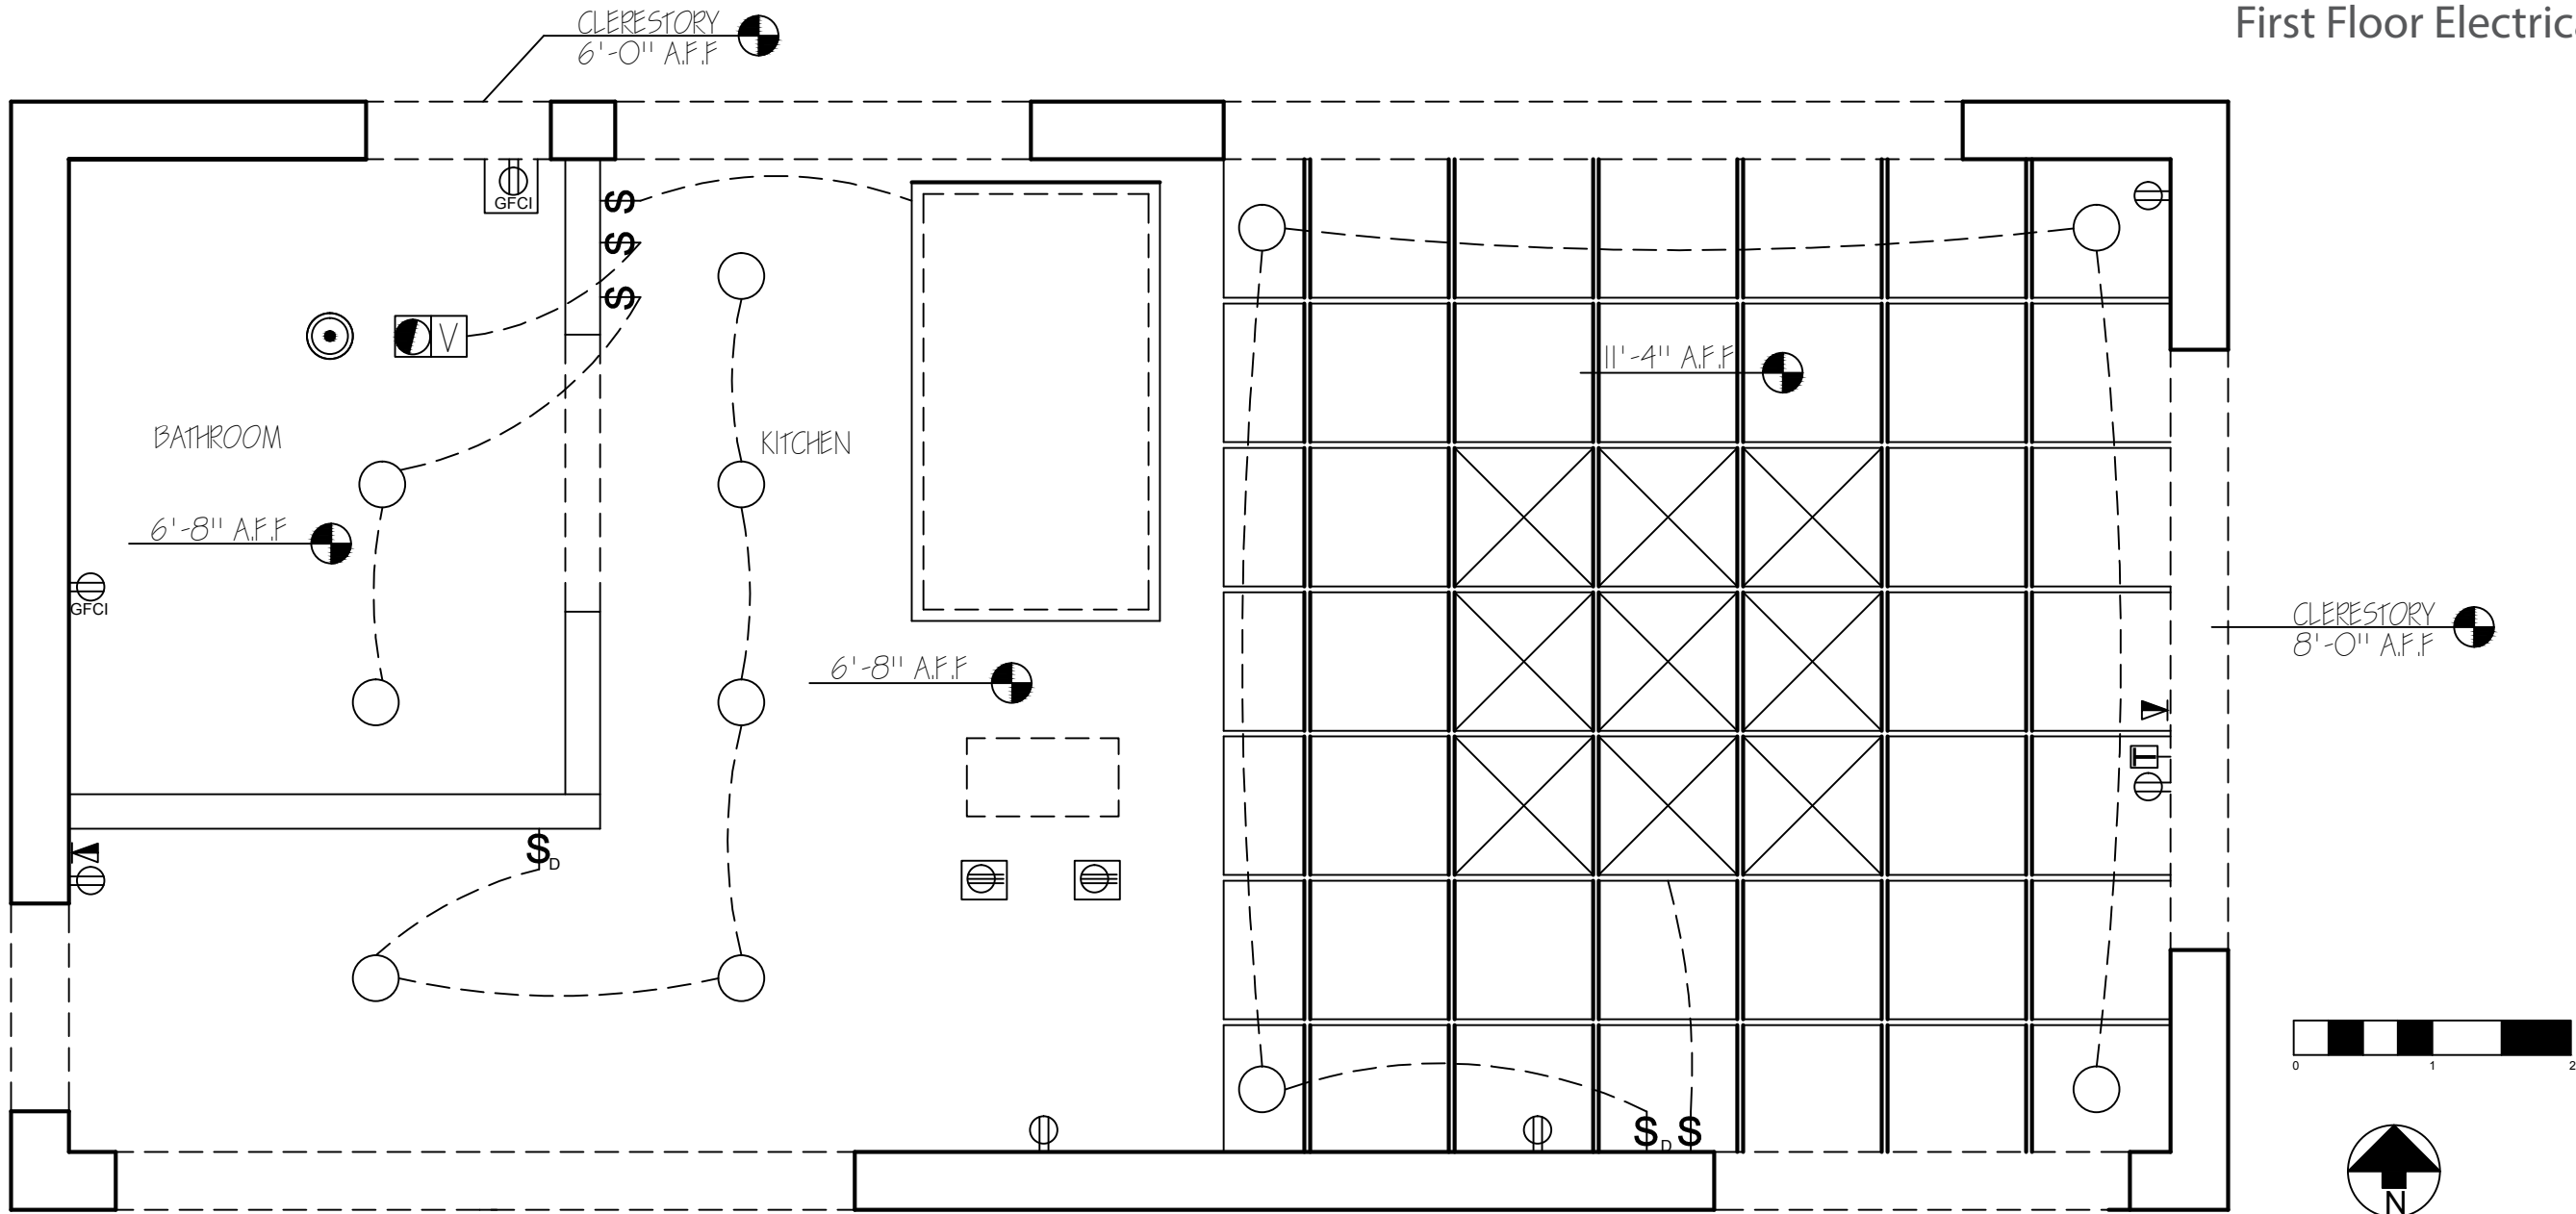 First Floor Electrica
CLERESTORY
6'-0" A.F.F
GFCI
$
$
$
V
11'-4" A.F.F
BATHROOM
KITCHEN
6'-8" A.F.F
GFCI
CLERESTORY
8'-0" A.F.F
6'-8" A.F.F
T
$D
0 1 2
$D $
N